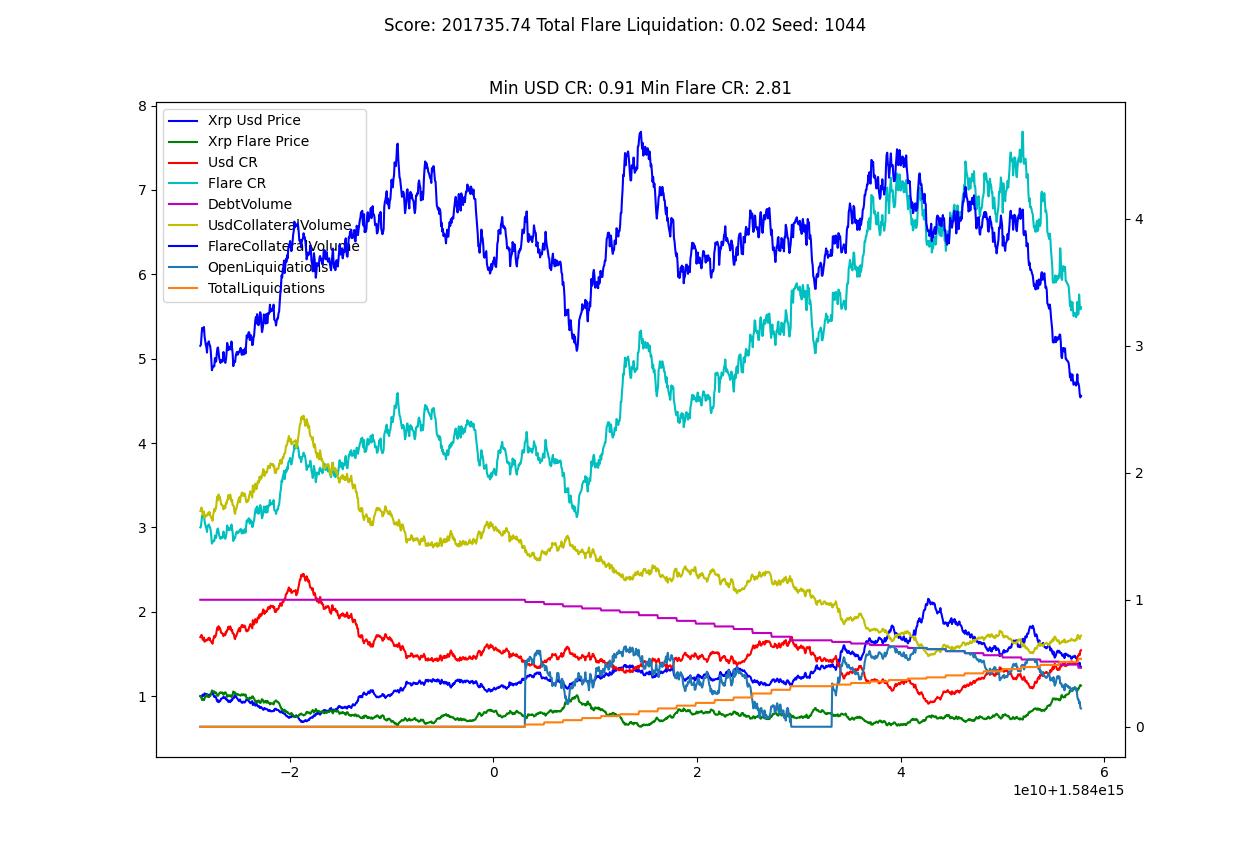 Score: 201735.74 Total Flare Liquidation: 0.02 Seed: 1044
Min USD CR: 0.91 Min Flare CR: 2.81
Xrp Usd Price
Xrp Flare Price
Usd CR
Flare CR
DebtVolume
UsdCollateralVolume
FlareCollateralVolume
OpenLiquidations
TotalLiquidations
8
7
6
5
4
3
2
1
4
3
2
1
0
−2
0
2
4
6
1e10+1.584e15